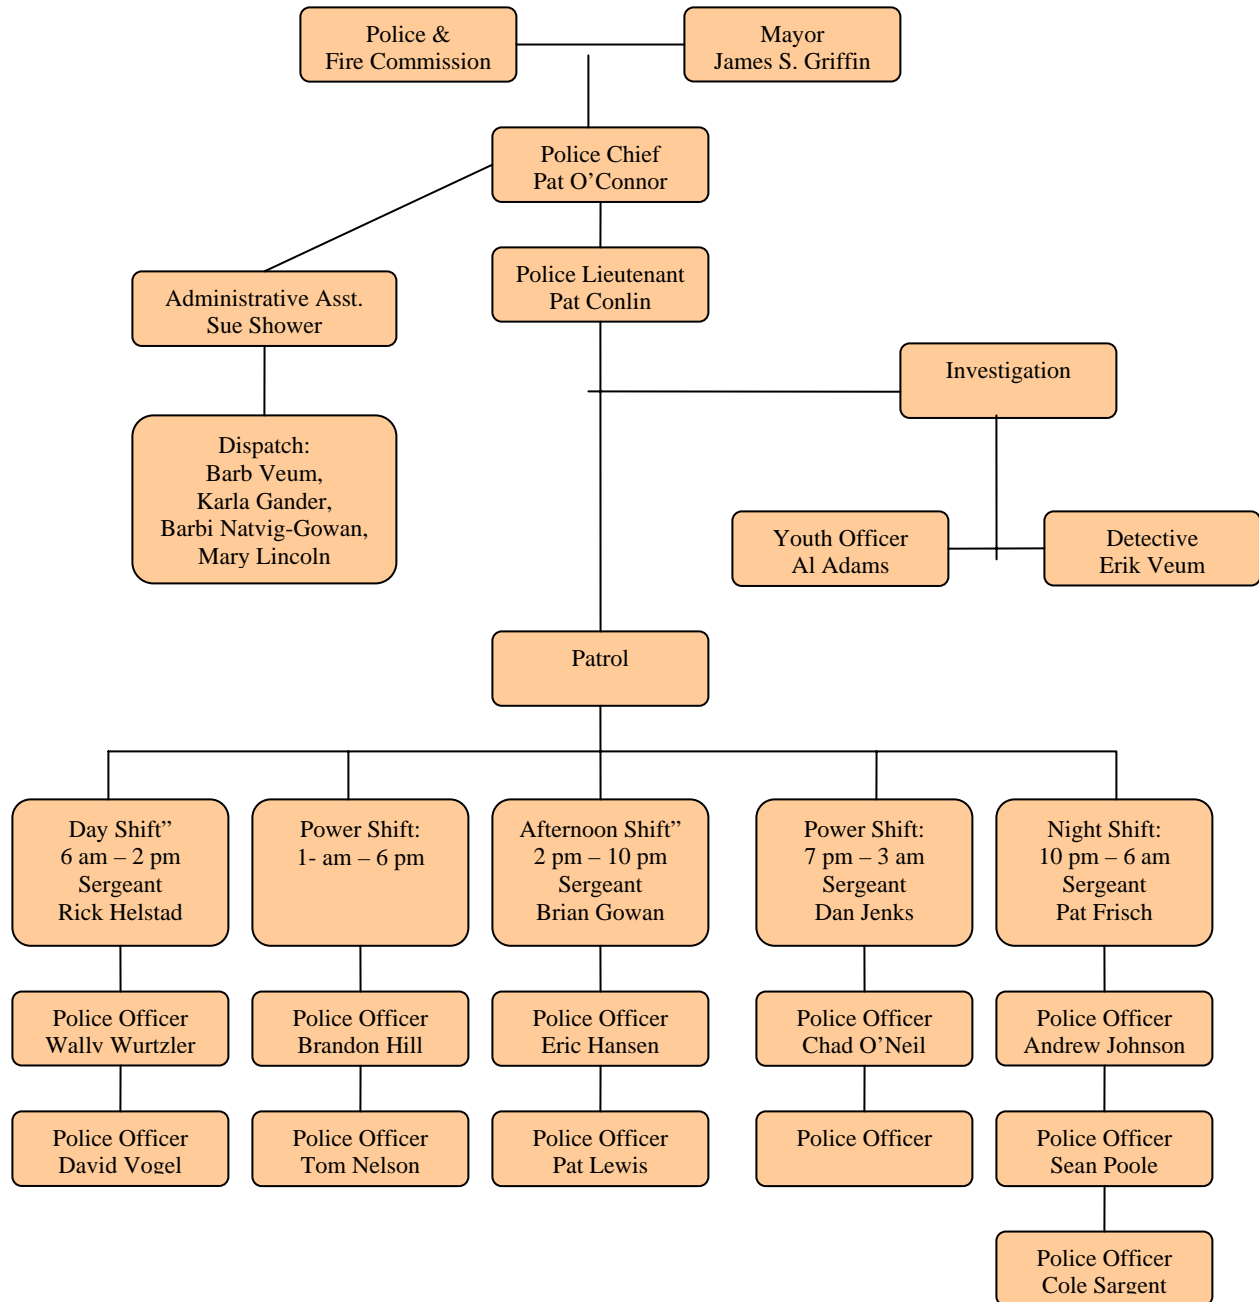 Police &
Fire Commission
Mayor
James S. Griffin
Police Chief
Pat O’Connor
Police Lieutenant
Pat Conlin
Administrative Asst.
Sue Shower
Investigation
Dispatch:
Barb Veum,
Karla Gander,
Barbi Natvig-Gowan,
Mary Lincoln
Youth Officer
Al Adams
Detective
Erik Veum
Patrol
Day Shift”
6 am – 2 pm
Sergeant
Rick Helstad
Power Shift:
1- am – 6 pm
Afternoon Shift”
2 pm – 10 pm
Sergeant
Brian Gowan
Power Shift:
7 pm – 3 am
Sergeant
Dan Jenks
Night Shift:
10 pm – 6 am
Sergeant
Pat Frisch
Police Officer
Wally Wurtzler
Police Officer
Brandon Hill
Police Officer
Eric Hansen
Police Officer
Chad O’Neil
Police Officer
Andrew Johnson
Police Officer
David Vogel
Police Officer
Tom Nelson
Police Officer
Pat Lewis
Police Officer
Police Officer
Sean Poole
Police Officer
Cole Sargent